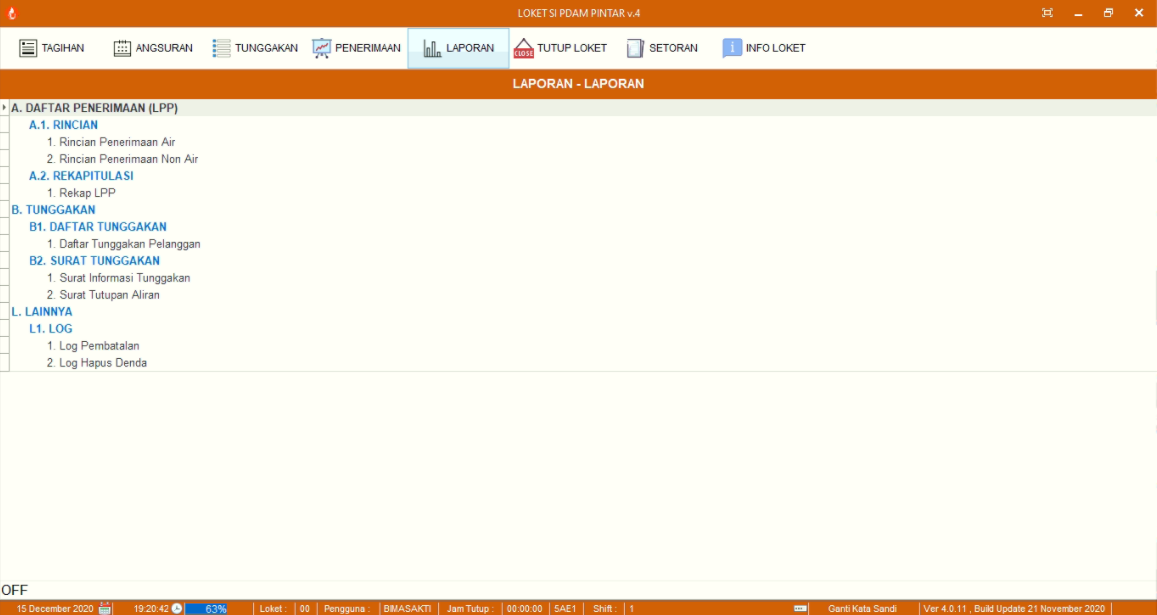 LOKET SI PDAM PINTAR v.4
TAGIHAN ANGSURAN TUNGGAKAN PENERIMAAN LAPORAN CLOSE TUTUP LOKET SETORAN i INFO LOKET
LAPORAN - LAPORAN
A. DAFTAR PENERIMAAN (LPP)
A.1. RINCIAN
1. Rincian Penerimaan Air
2. Rincian Penerimaan Non Air
A.2. REKAPITULASI
1. Rekap LPP
B. TUNGGAKAN
B1. DAFTAR TUNGGAKAN
1. Daftar Tunggakan Pelanggan
B2. SURAT TUNGGAKAN
1. Surat Informasi Tunggakan
2. Surat Tutupan Aliran
L. LAINNYA
L1. LOG
1. Log Pembatalan
2. Log Hapus Denda
OFF
15 December 2020 19:20:42 63% Loket : 00 Pengguna : BIMASAKTI Jam Tutup : 00:00:00 5AE1 Shift : 1 Ganti Kata Sandi Ver 4.0.11 , Build Update 21 November 2020